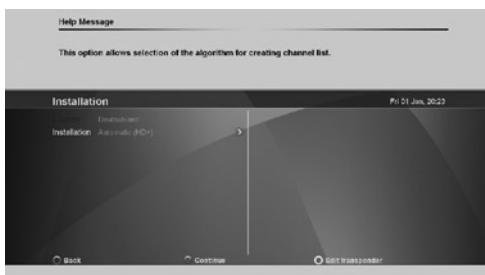 Help Message
This option allows selection of the algorithm for creating channel list.
Installation
Fri 01 Jan, 20:23
Deutschland
Installation Automatic (HD+)
Back
Continue
Edit transponder